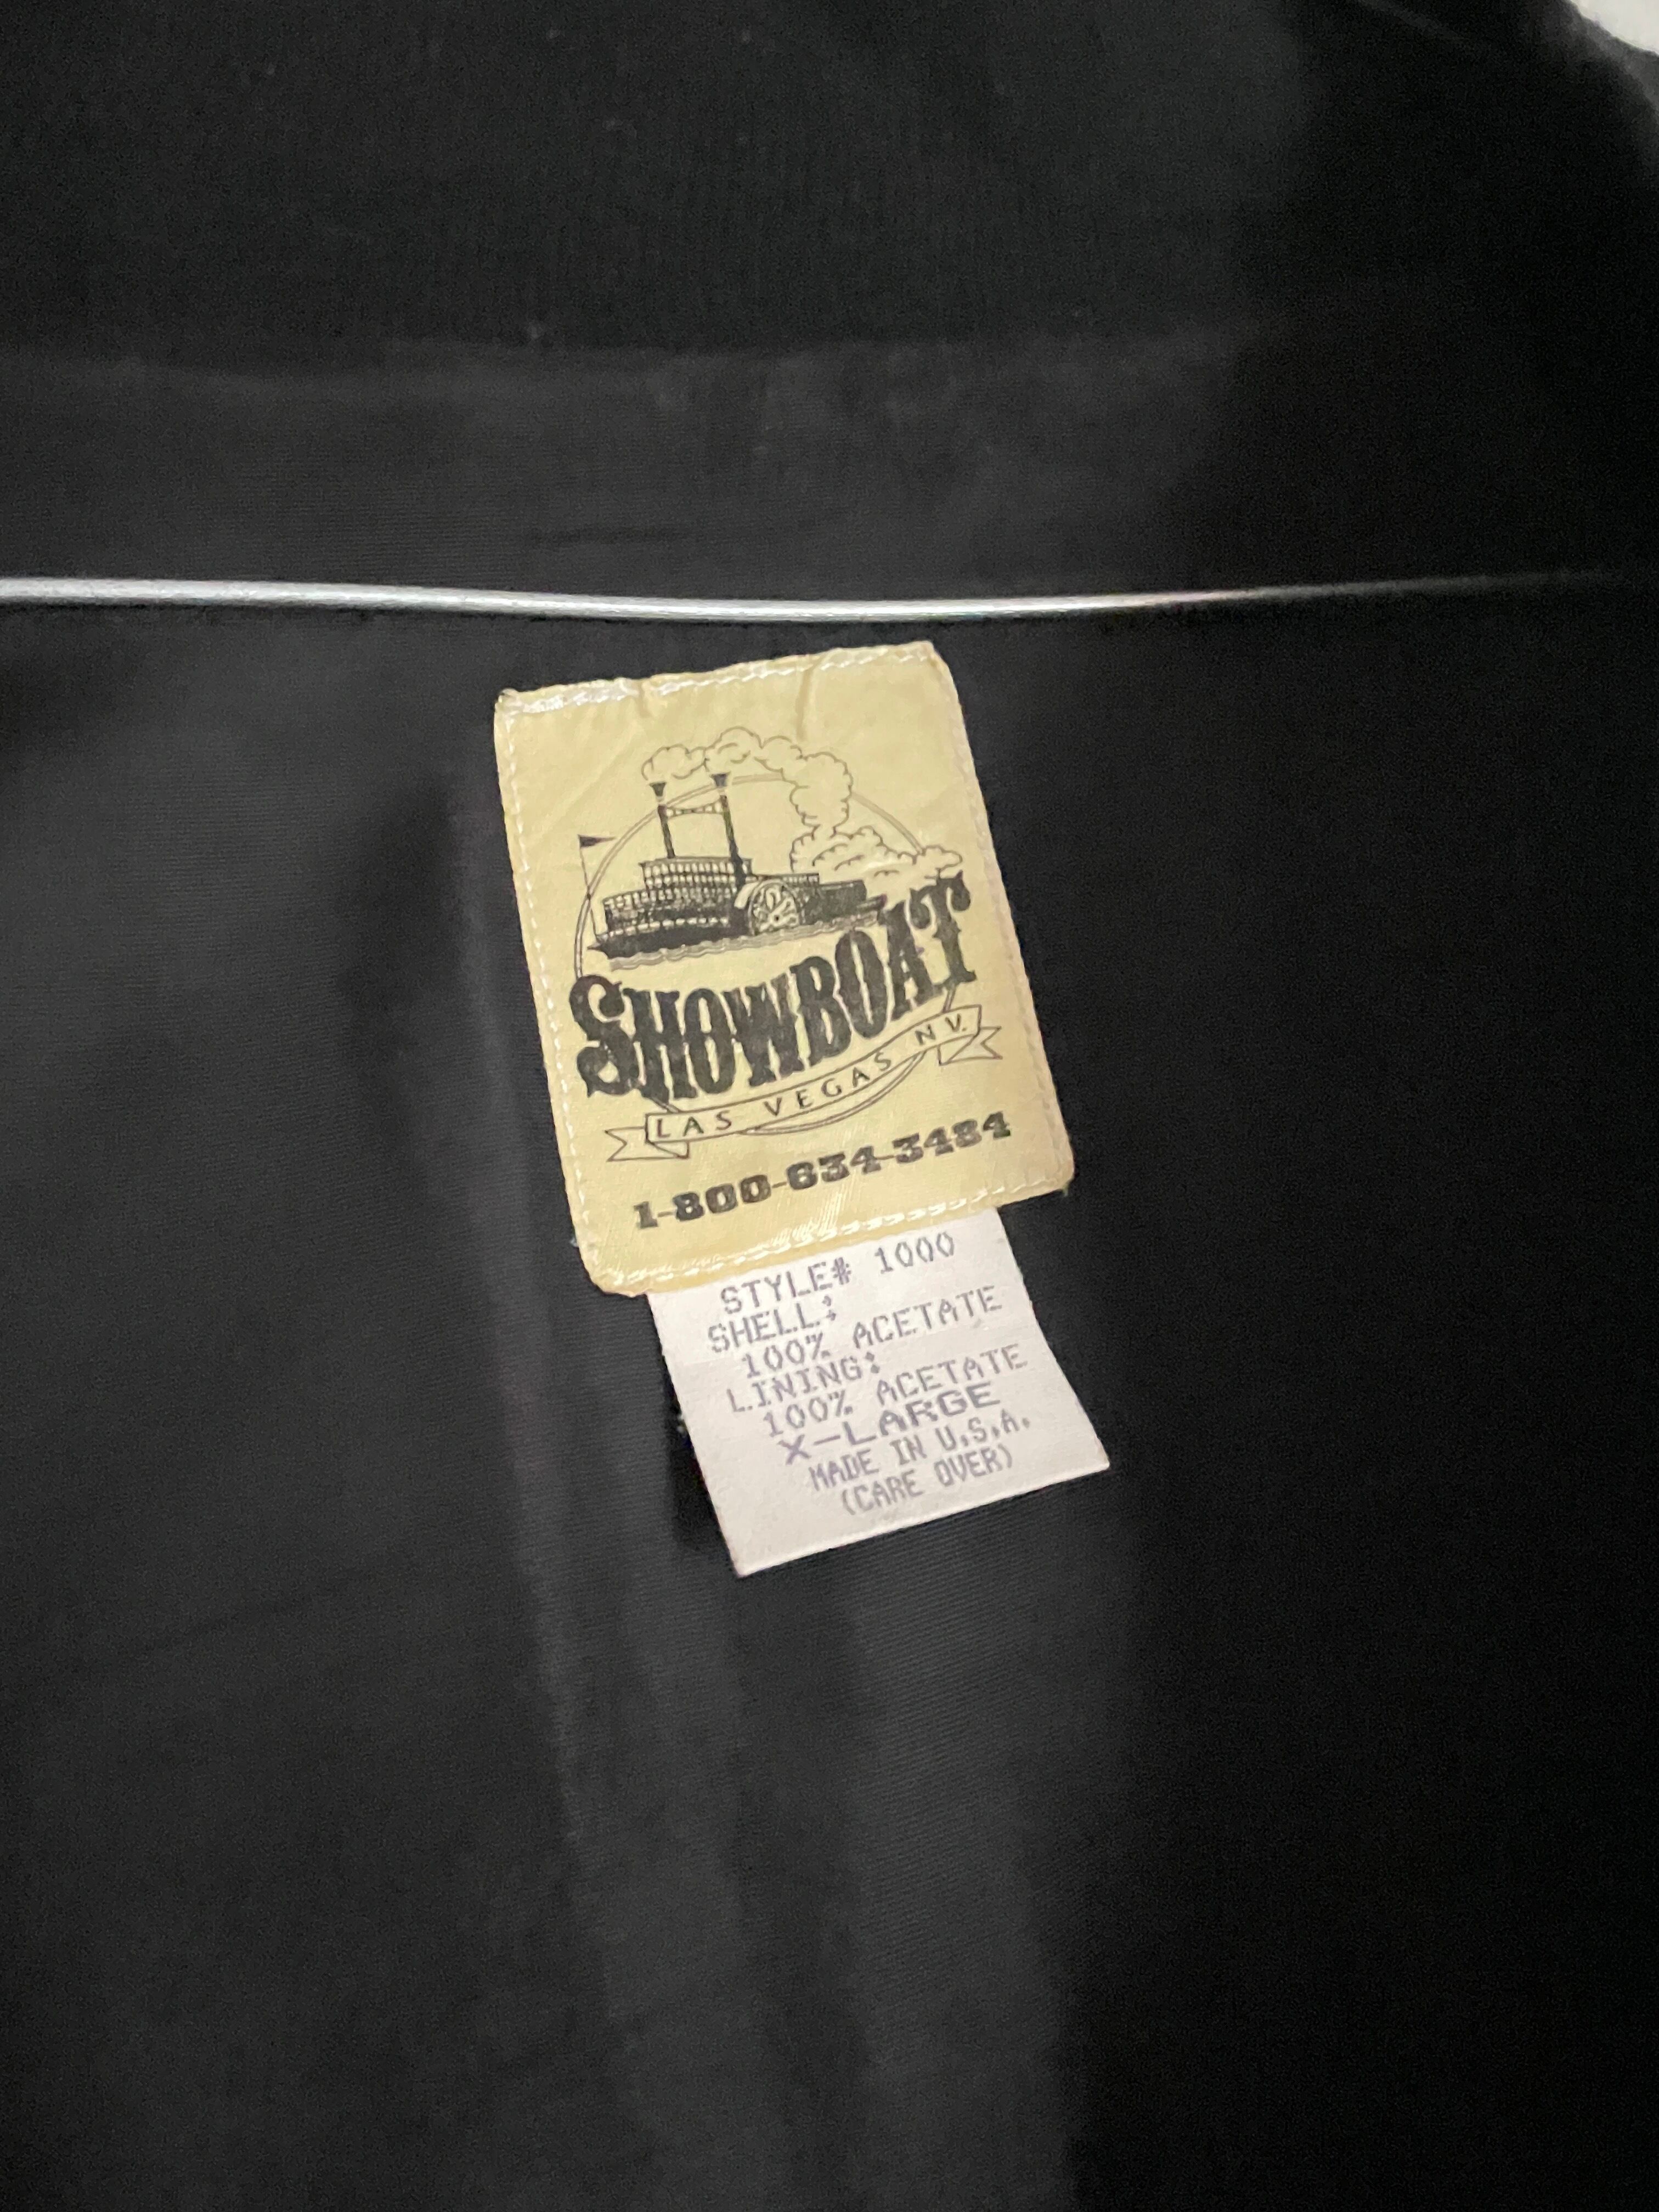 SHOWBOAT
LAS VEGAS NV.
1-800-634-3484
STYLE# 1000
SHELL:
100% ACETATE
LINING:
100% ACETATE
X-LARGE
MADE IN U.S.A.
(CARE OVER)